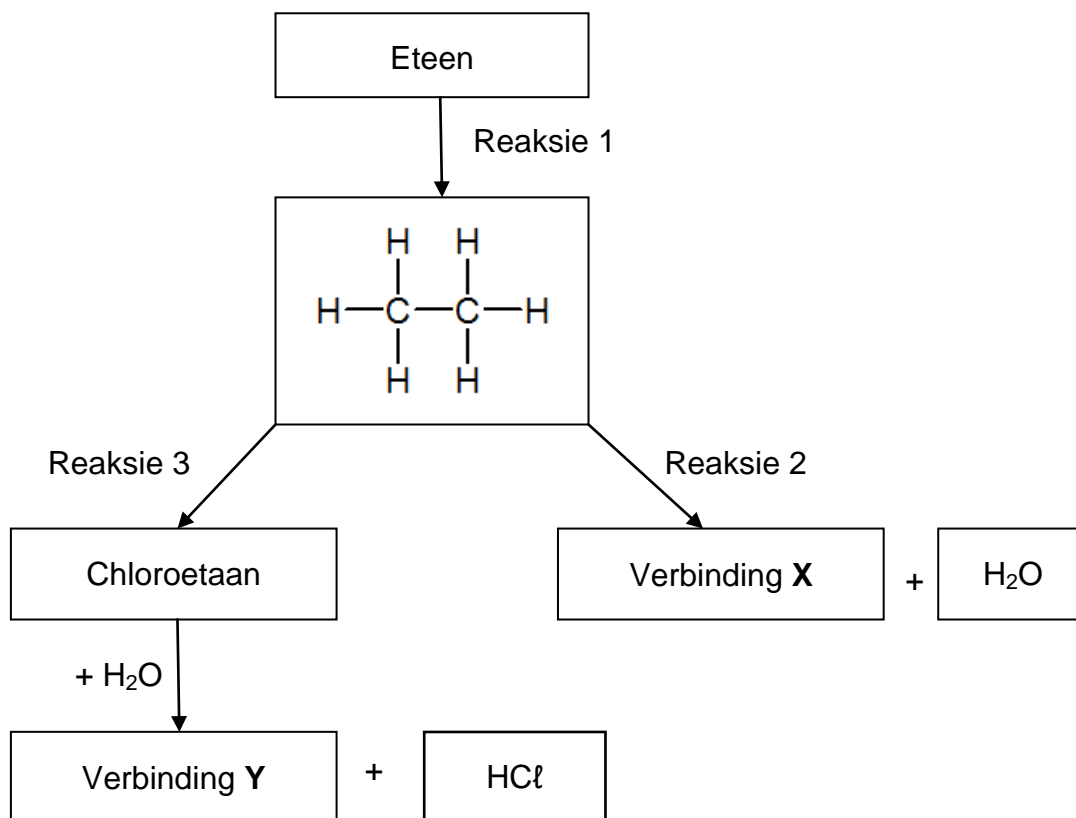 Eteen
Reaksie 1
H H
H C C H
H H
Reaksie 3 Reaksie 2
Chloroetaan Verbinding X + H₂O
+ H₂O
Verbinding Y + HCℓ